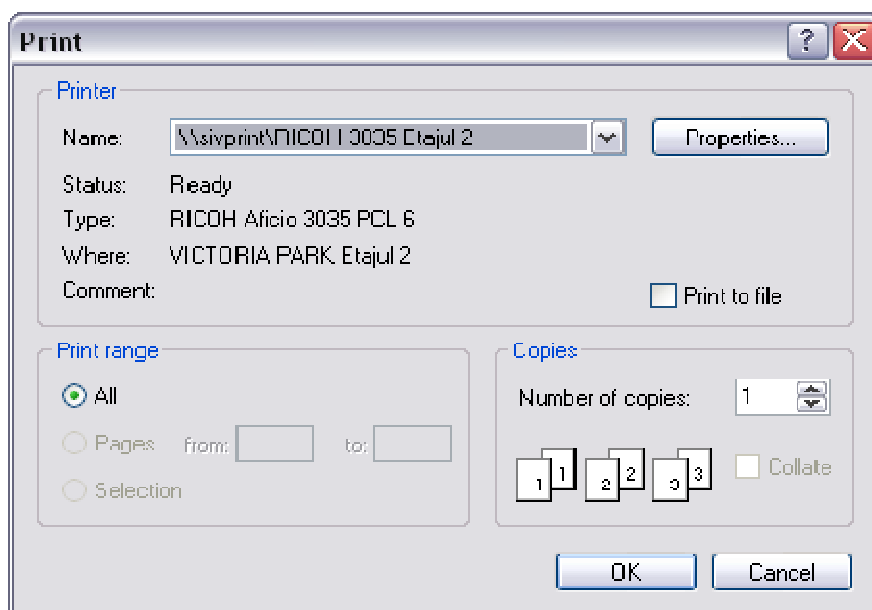 Print
Printer
Name: \\sivprint\RICOH 3035 Etajul 2 Properties...
Status: Ready
Type: RICOH Aficio 3035 PCL 6
Where: VICTORIA PARK, Etajul 2
Comment:
Print to file
Print range
All
Pages from: to:
Selection
Copies
Number of copies: 1
1 1 2 2 3 3
Collate
OK Cancel